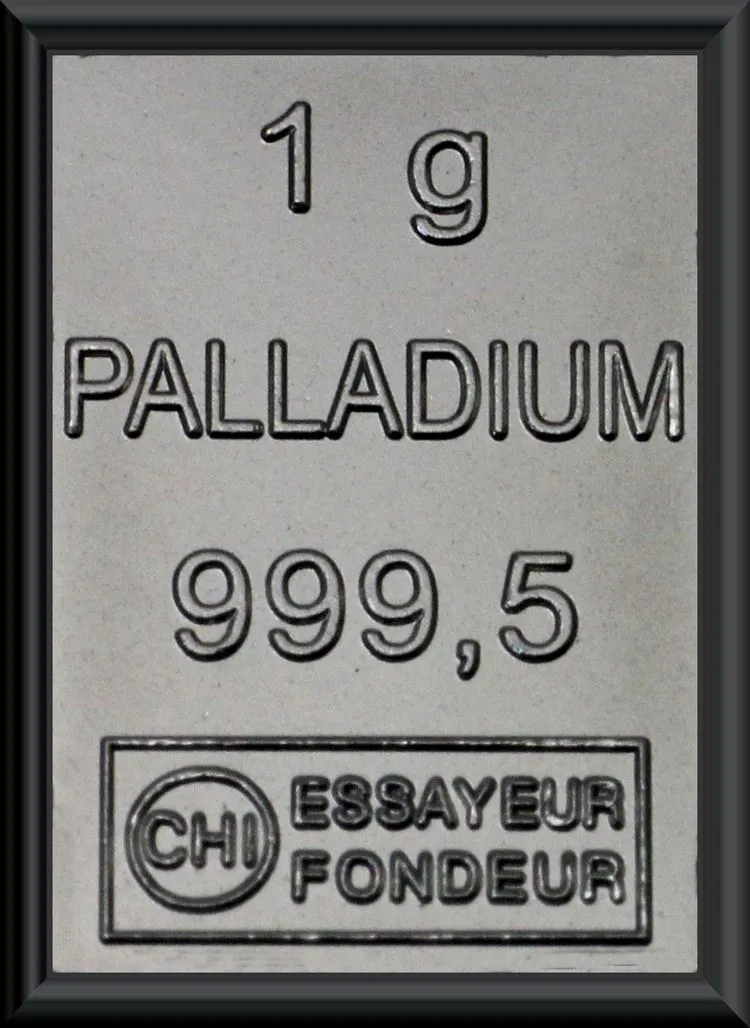 1 g
PALLADIUM
999,5
CHI
ESSAYEUR
FONDEUR